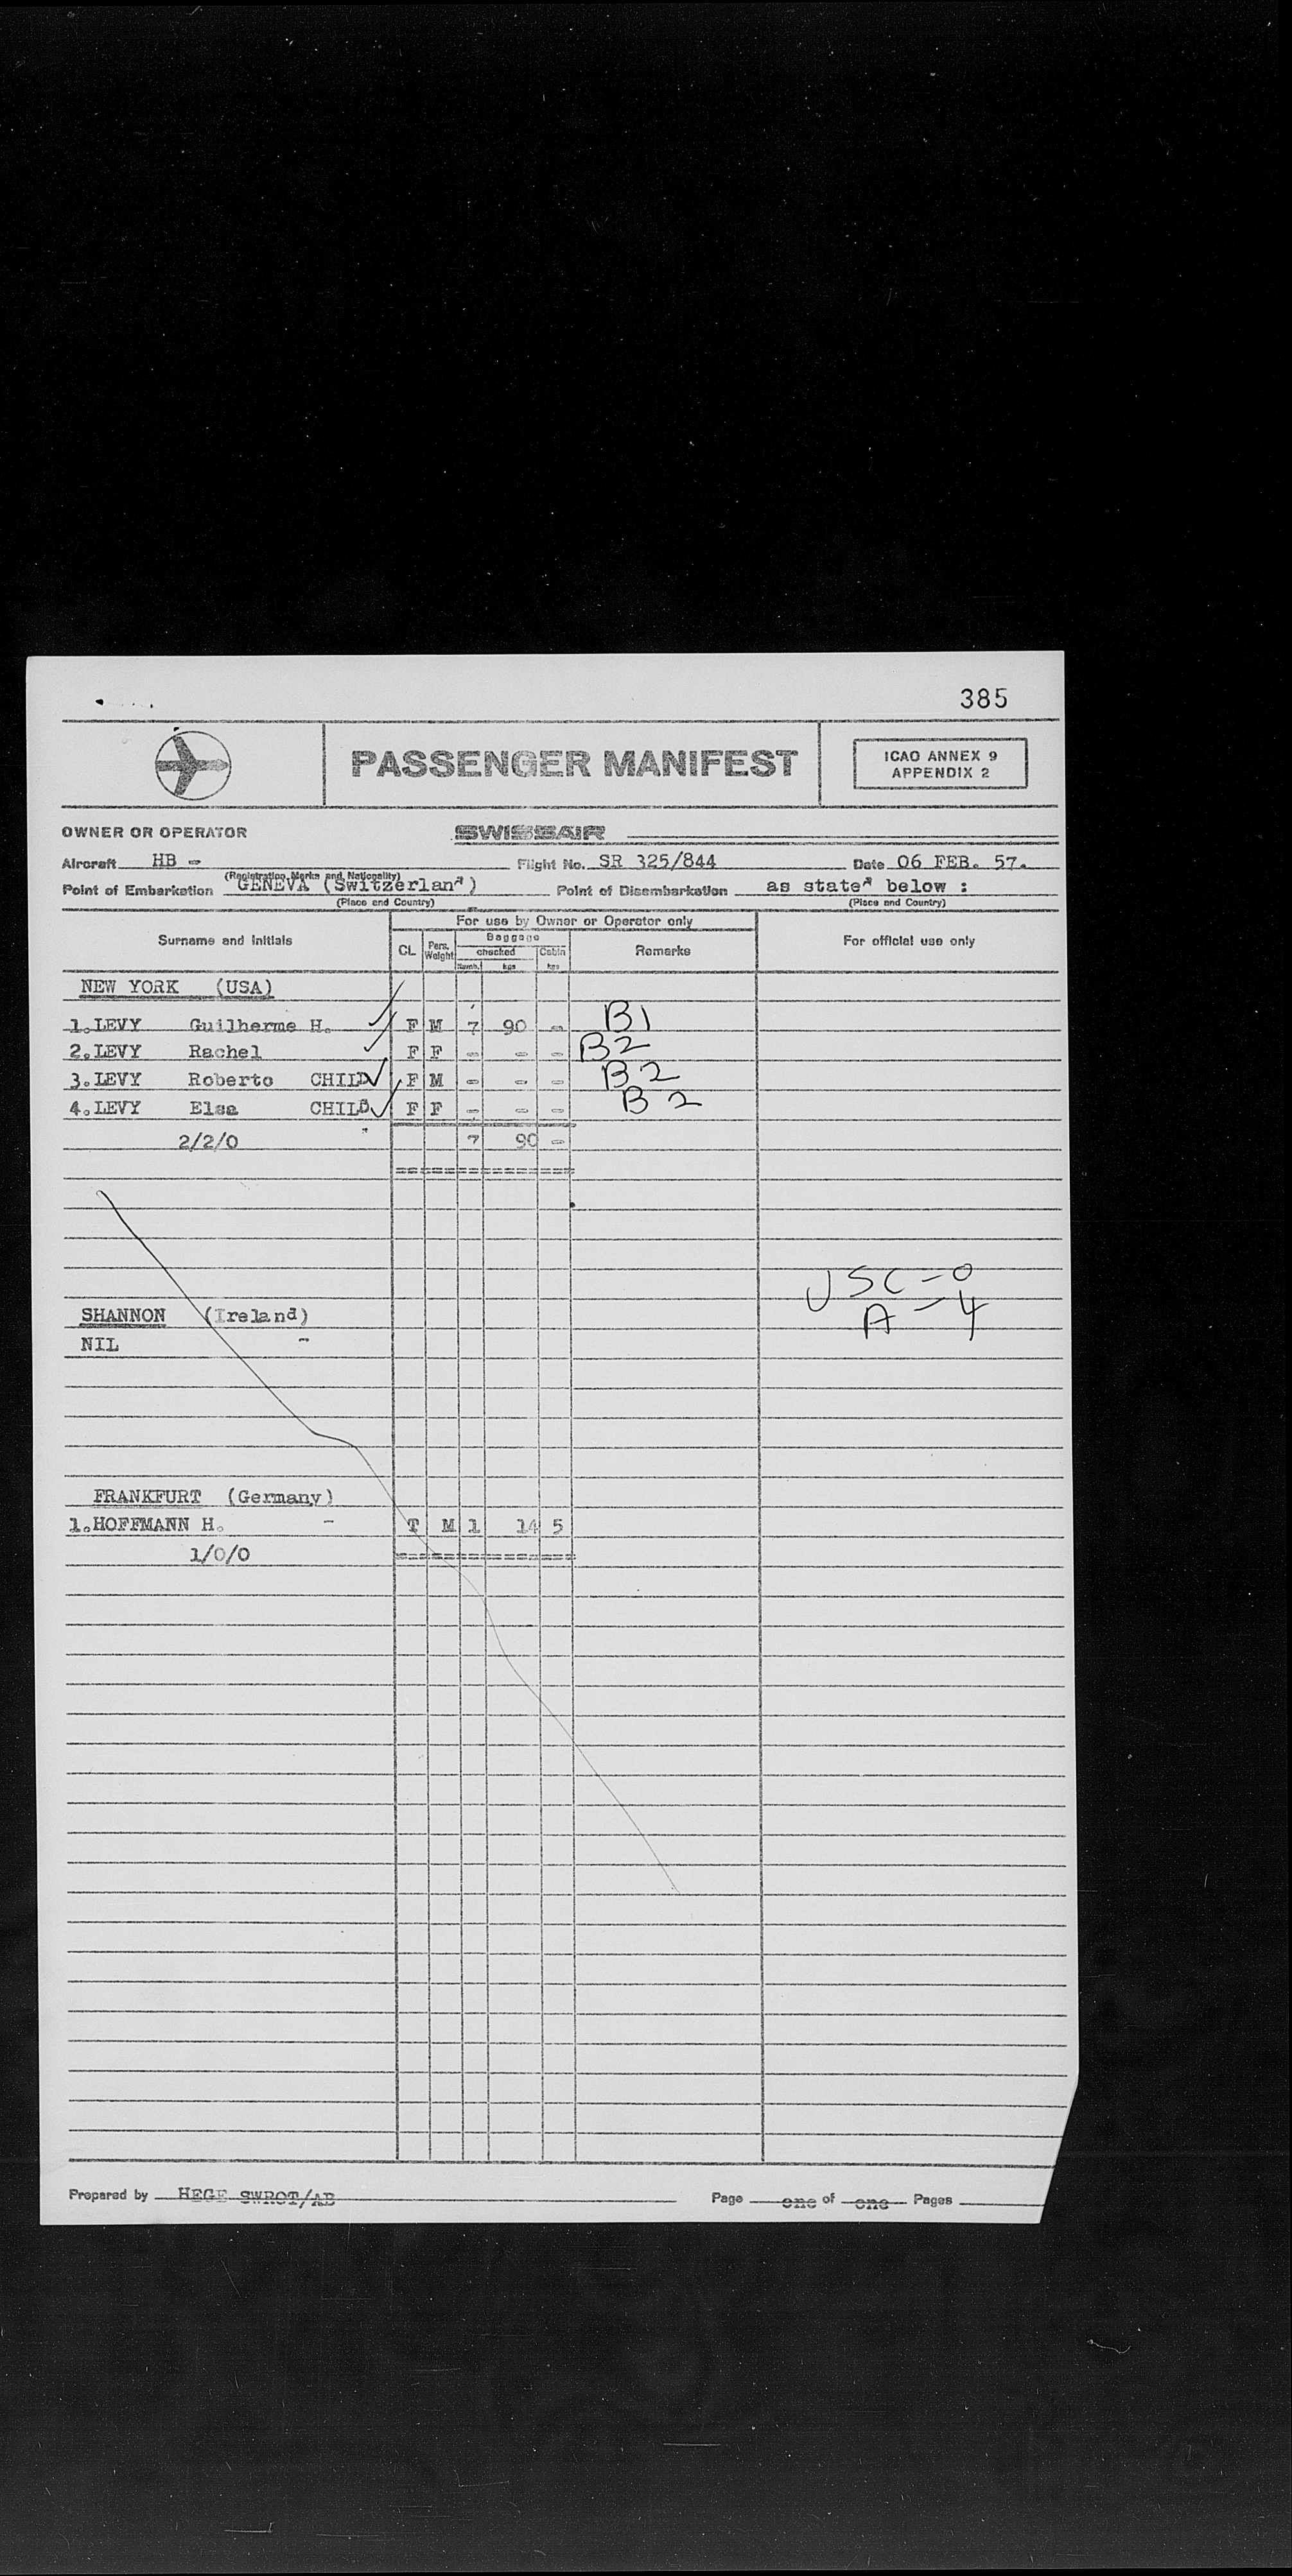 385
PASSENGER MANIFEST
ICAO ANNEX 9
APPENDIX 2
OWNER OR OPERATOR SWISSAIR
Aircraft HB - Flight No. SR 325/844 Date 06 FEB. 57.
(Registration Marks and Nationality)
Point of Embarkation GENEVA (Switzerland) Point of Disembarkation as stated below :
(Place and Country) (Place and Country)
For use by Owner or Operator only
Surname and initials CL Pers. Weight Baggage checked Numb. kgs Cabin kgs Remarks For official use only
NEW YORK (USA)
1.LEVY Guilherme H. F M 7 90 - B1
2.LEVY Rachel F F - - - B2
3.LEVY Roberto CHILD F M - - - B2
4.LEVY Elsa CHILD F F - - - B2
2/2/0 7 90 -
=================
USC - 0
A - 4
SHANNON (Ireland)
NIL -
FRANKFURT (Germany)
1.HOFFMANN H. - T M 1 14 5
1/0/0 =================
Prepared by HEGE SWROT/AB Page one of one Pages